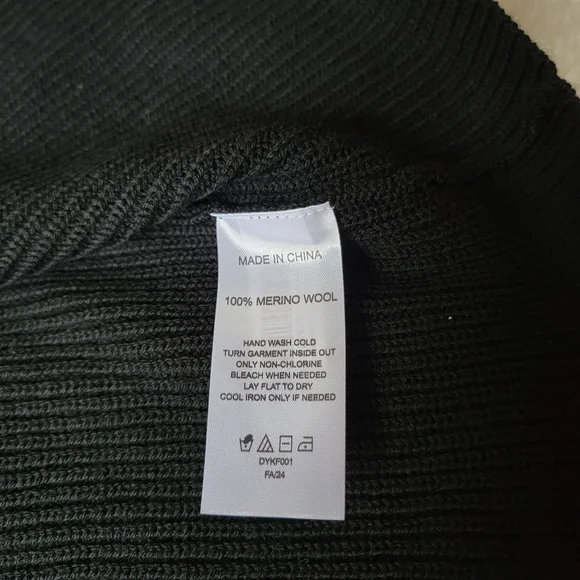 MADE IN CHINA
100% MERINO WOOL
HAND WASH COLD
TURN GARMENT INSIDE OUT
ONLY NON-CHLORINE
BLEACH WHEN NEEDED
LAY FLAT TO DRY
COOL IRON ONLY IF NEEDED
DYKF001
FA/24